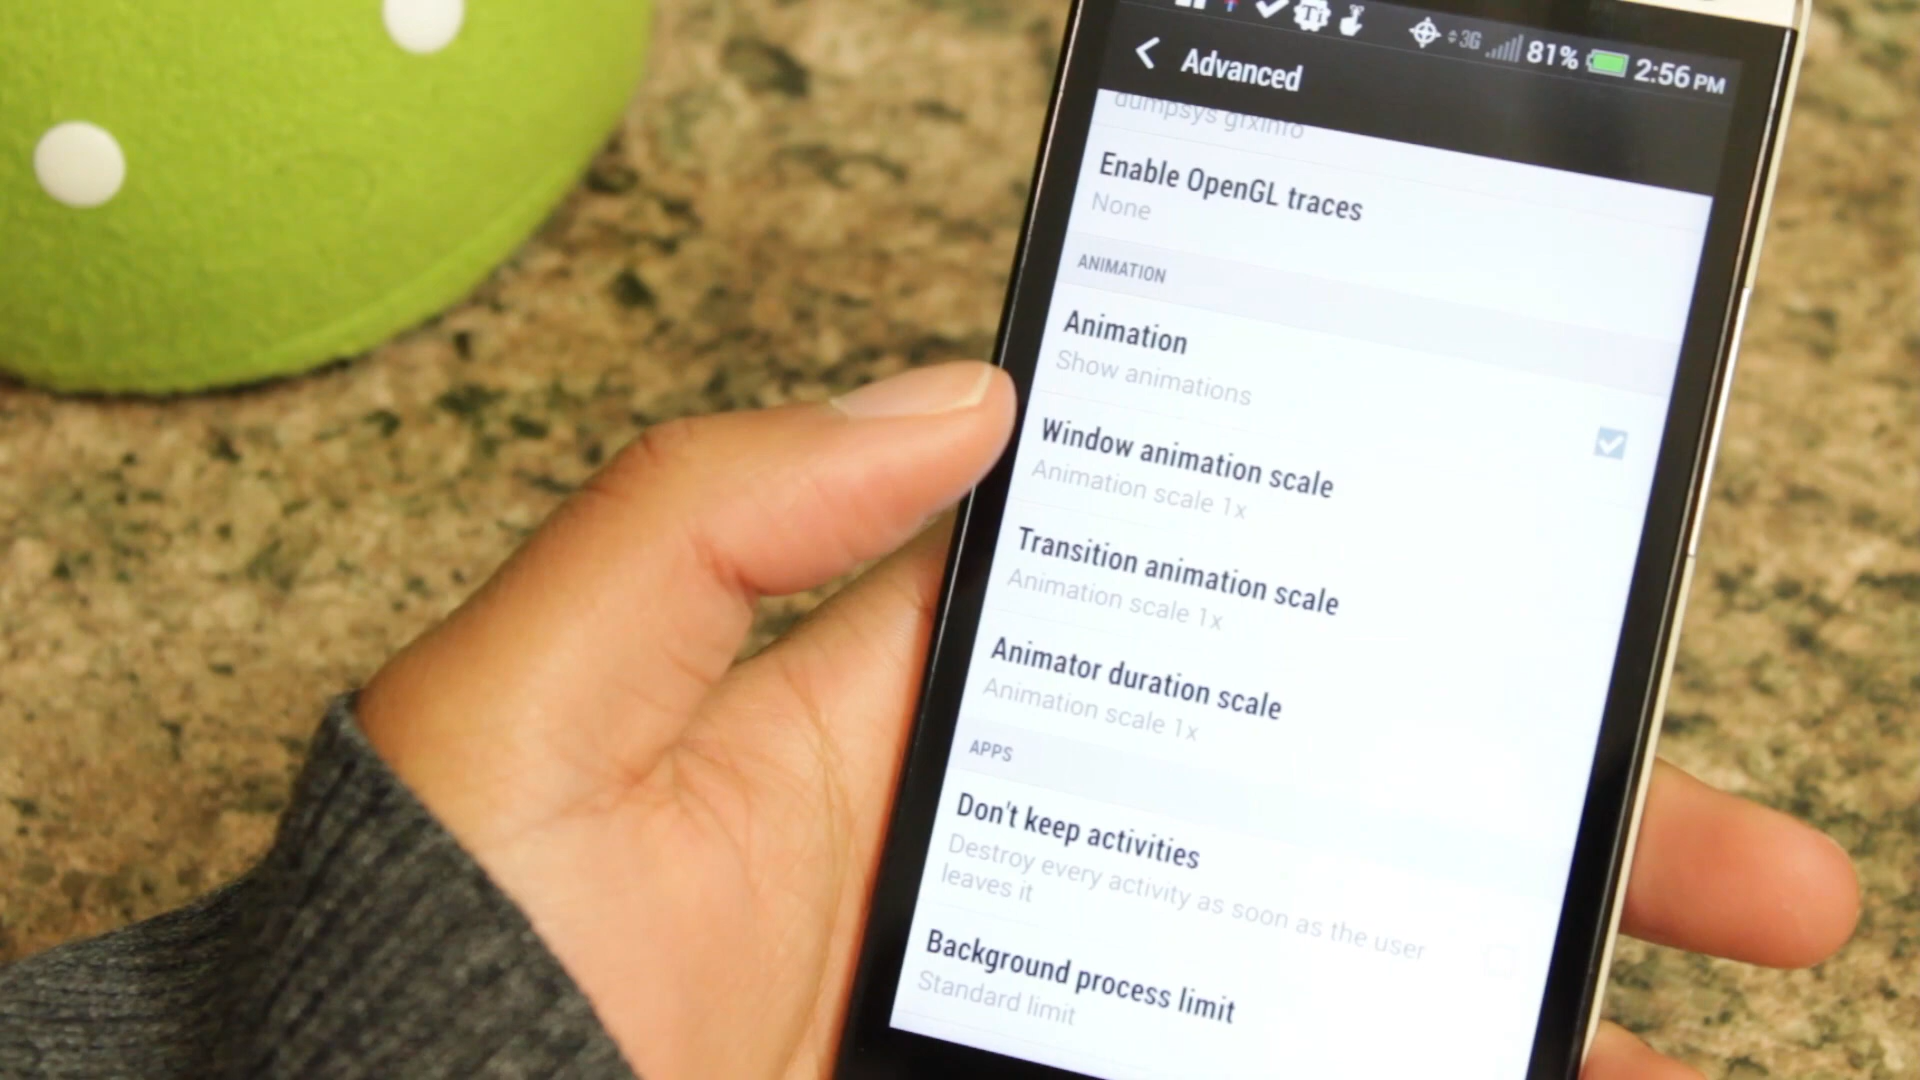 3G 81% 2:56 PM
Advanced
dumpsys gfxinfo
Enable OpenGL traces
None
ANIMATION
Animation
Show animations
Window animation scale
Animation scale 1x
Transition animation scale
Animation scale 1x
Animator duration scale
Animation scale 1x
APPS
Don't keep activities
Destroy every activity as soon as the user
leaves it
Background process limit
Standard limit